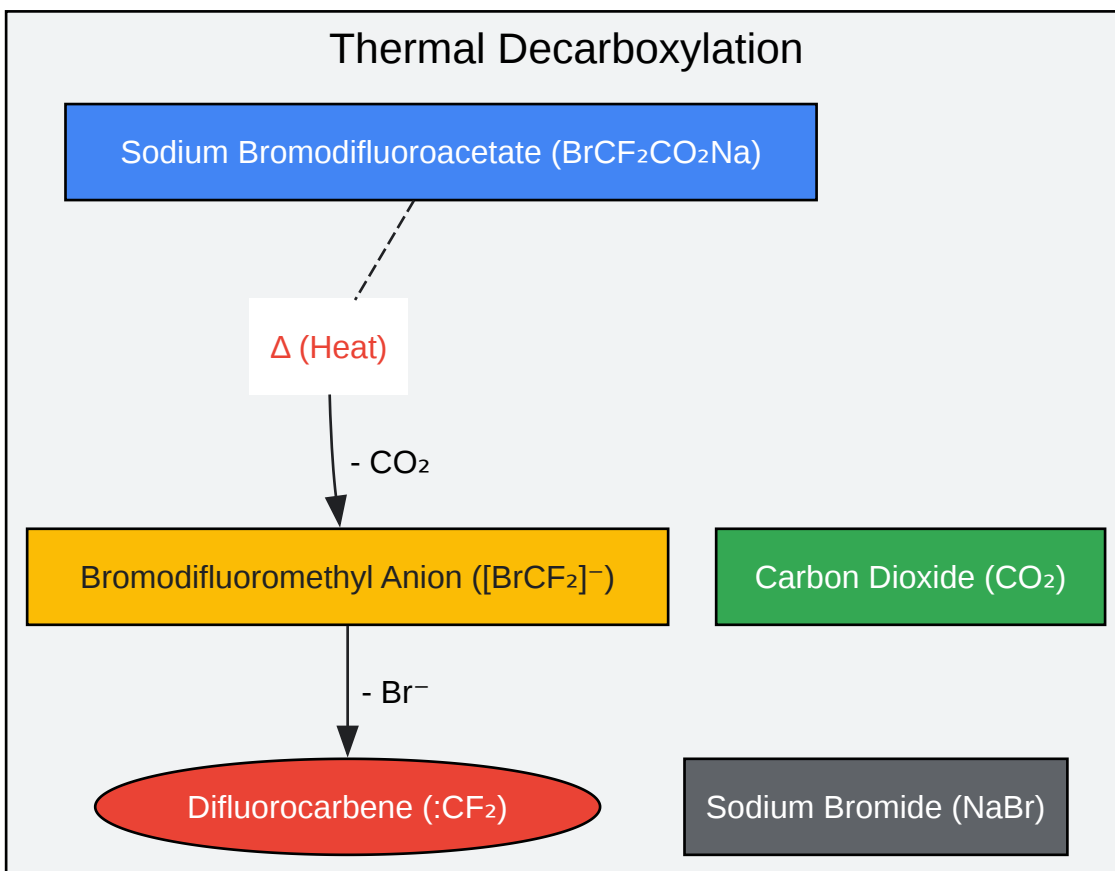 Thermal Decarboxylation
Sodium Bromodifluoroacetate (BrCF₂CO₂Na)
Δ (Heat)
- CO₂
Bromodifluoromethyl Anion ([BrCF₂]⁻)
Carbon Dioxide (CO₂)
- Br⁻
Difluorocarbene (:CF₂)
Sodium Bromide (NaBr)